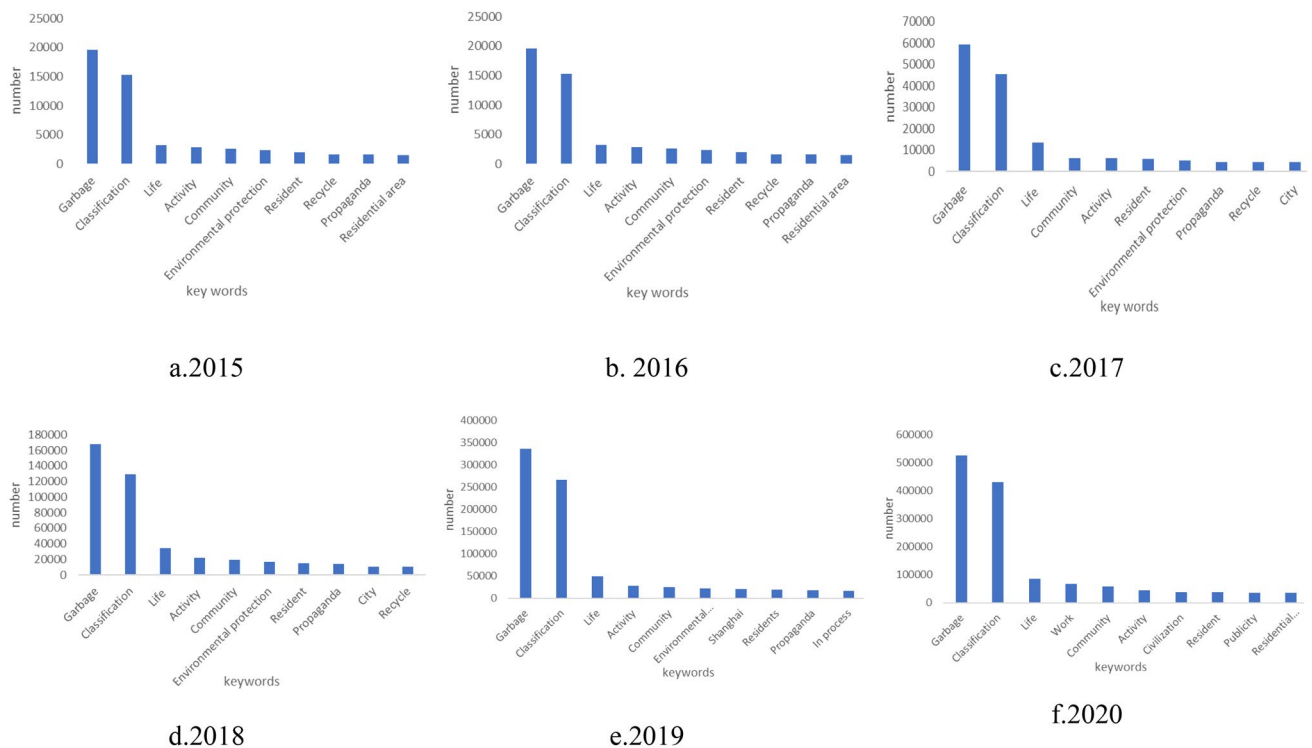 25000
20000
15000
10000
5000
0
number
Garbage
Classification
Life
Activity
Community
Environmental protection
Resident
Recycle
Propaganda
Residential area
key words
a.2015
25000
20000
15000
10000
5000
0
number
Garbage
Classification
Life
Activity
Community
Environmental protection
Resident
Recycle
Propaganda
Residential area
key words
b. 2016
70000
60000
50000
40000
30000
20000
10000
0
number
Garbage
Classification
Life
Community
Activity
Resident
Environmental protection
Propaganda
Recycle
City
key words
c.2017
180000
160000
140000
120000
100000
80000
60000
40000
20000
0
number
Garbage
Classification
Life
Activity
Community
Environmental protection
Resident
Propaganda
City
Recycle
keywords
d.2018
400000
350000
300000
250000
200000
150000
100000
50000
0
number
Garbage
Classification
Life
Activity
Community
Environmental...
Shanghai
Residents
Propaganda
In process
keywords
e.2019
600000
500000
400000
300000
200000
100000
0
number
Garbage
Classification
Life
Work
Community
Activity
Civilization
Resident
Publicity
Residential...
keywords
f.2020